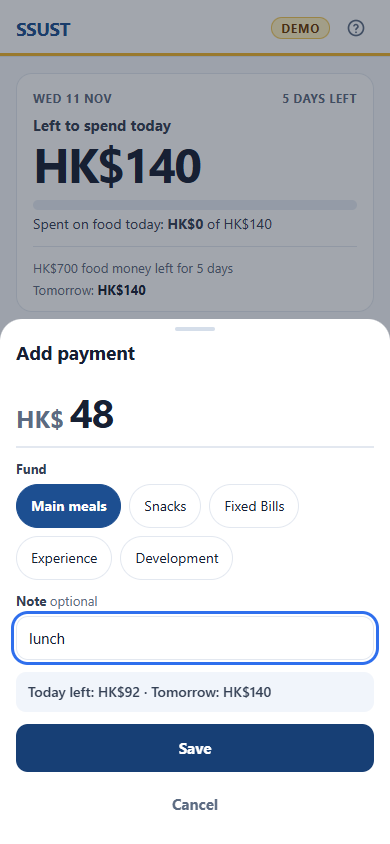 SSUST
DEMO
WED 11 NOV
5 DAYS LEFT
Left to spend today
HK$140
Spent on food today: HK$0 of HK$140
HK$700 food money left for 5 days
Tomorrow: HK$140
Add payment
HK$ 48
Fund
Main meals
Snacks
Fixed Bills
Experience
Development
Note optional
lunch
Today left: HK$92 · Tomorrow: HK$140
Save
Cancel